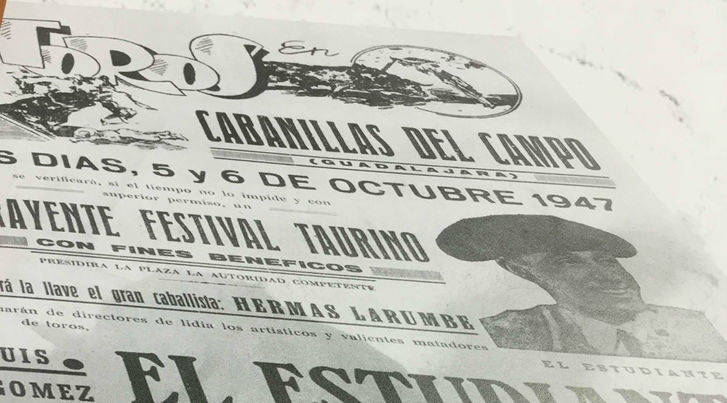 TOROS En
CABANILLAS DEL CAMPO
(GUADALAJARA)
S DIAS, 5 y 6 DE OCTUBRE 1947
se verificará, si el tiempo no lo impide y con
superior permiso, un
RAYENTE FESTIVAL TAURINO
CON FINES BENEFICOS
PRESIDIRA LA PLAZA LA AUTORIDAD COMPETENTE
rá la llave el gran caballista: HERMAS LARUMBE
narán de directores de lidia los artísticos y valientes matadores
de toros.
EL ESTUDIANTE
UIS
GOMEZ
EL ESTUDIANT